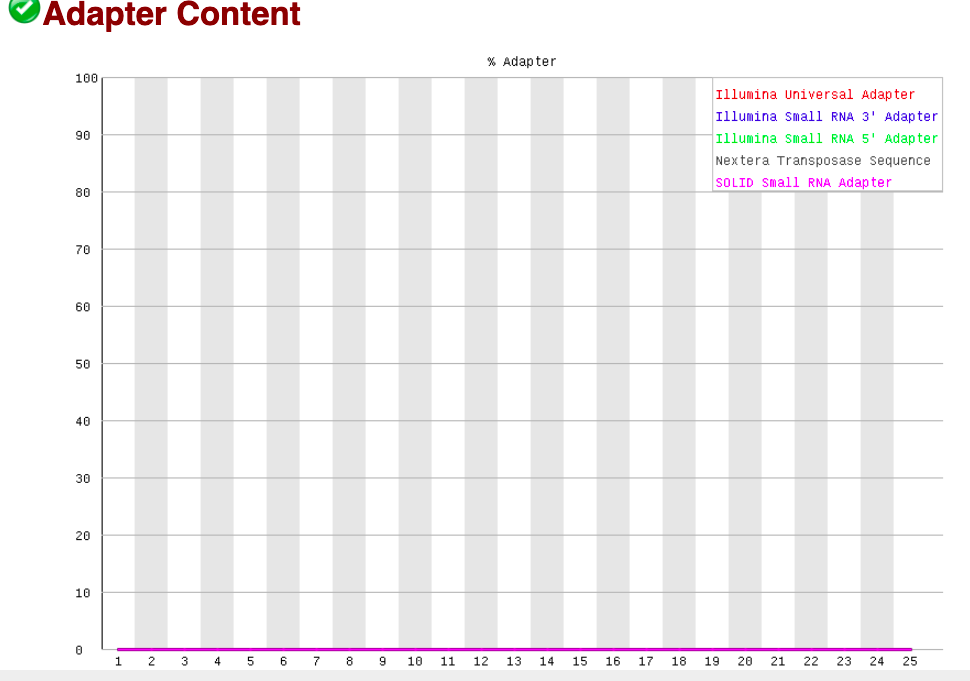 Adapter Content
% Adapter
100
Illumina Universal Adapter
Illumina Small RNA 3' Adapter
Illumina Small RNA 5' Adapter
Nextera Transposase Sequence
SOLID Small RNA Adapter
90
80
70
60
50
40
30
20
10
0
1 2 3 4 5 6 7 8 9 10 11 12 13 14 15 16 17 18 19 20 21 22 23 24 25